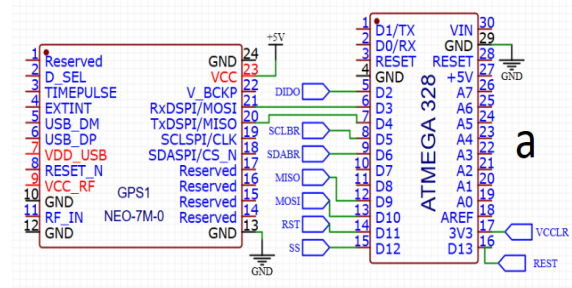 +5V
1 Reserved GND 24
2 D_SEL VCC 23
3 TIMEPULSE V_BCKP 22
4 EXTINT RxDSPI/MOSI 21
5 USB_DM TxDSPI/MISO 20
6 USB_DP SCLSPI/CLK 19
7 VDD_USB SDASPI/CS_N 18
8 RESET_N Reserved 17
9 VCC_RF Reserved 16
10 GND Reserved 15
11 RF_IN Reserved 14
12 GND GND 13
GPS1
NEO-7M-0
GND
DIDO
SCLBR
SDABR
MISO
MOSI
RST
SS
1 D1/TX VIN 30
2 D0/RX GND 29
3 RESET RESET 28
4 GND +5V 27
5 D2 A7 26
6 D3 A6 25
7 D4 A5 24
8 D5 A4 23
9 D6 A3 22
10 D7 A2 21
11 D8 A1 20
12 D9 A0 19
13 D10 AREF 18
14 D11 3V3 17
15 D12 D13 16
ATMEGA 328
GND
a
VCCLR
REST